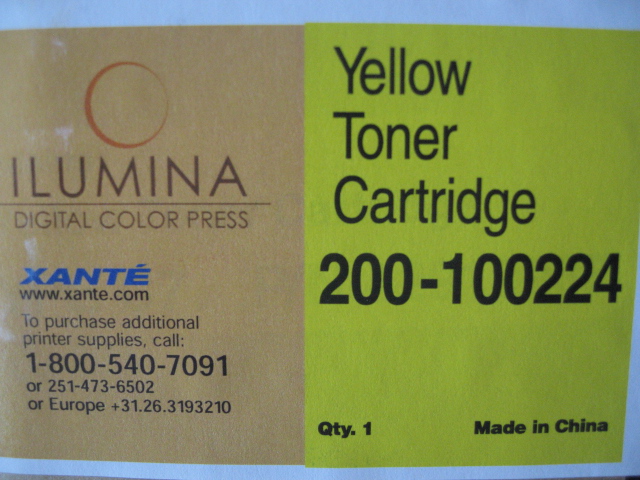 ILUMINA
DIGITAL COLOR PRESS
XANTÉ
www.xante.com
To purchase additional
printer supplies, call:
1-800-540-7091
or 251-473-6502
or Europe +31.26.3193210
Yellow
Toner
Cartridge
200-100224
Qty. 1 Made in China